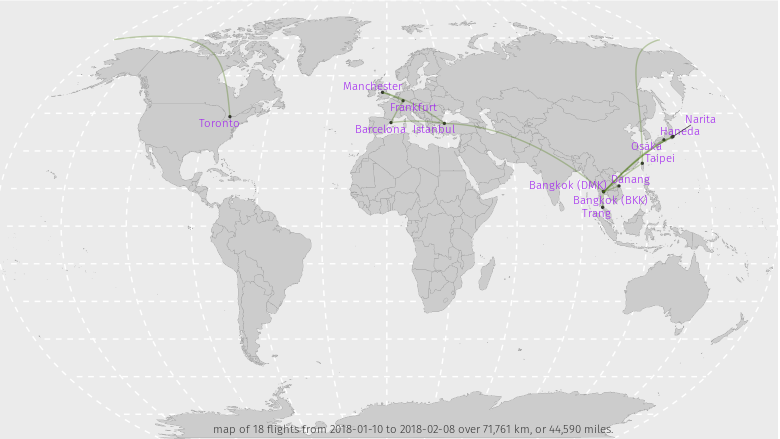 Manchester
Frankfurt
Toronto
Barcelona
Istanbul
Narita
Haneda
Osaka
Taipei
Bangkok (DMK)
Danang
Bangkok (BKK)
Trang
map of 18 flights from 2018-01-10 to 2018-02-08 over 71,761 km, or 44,590 miles.